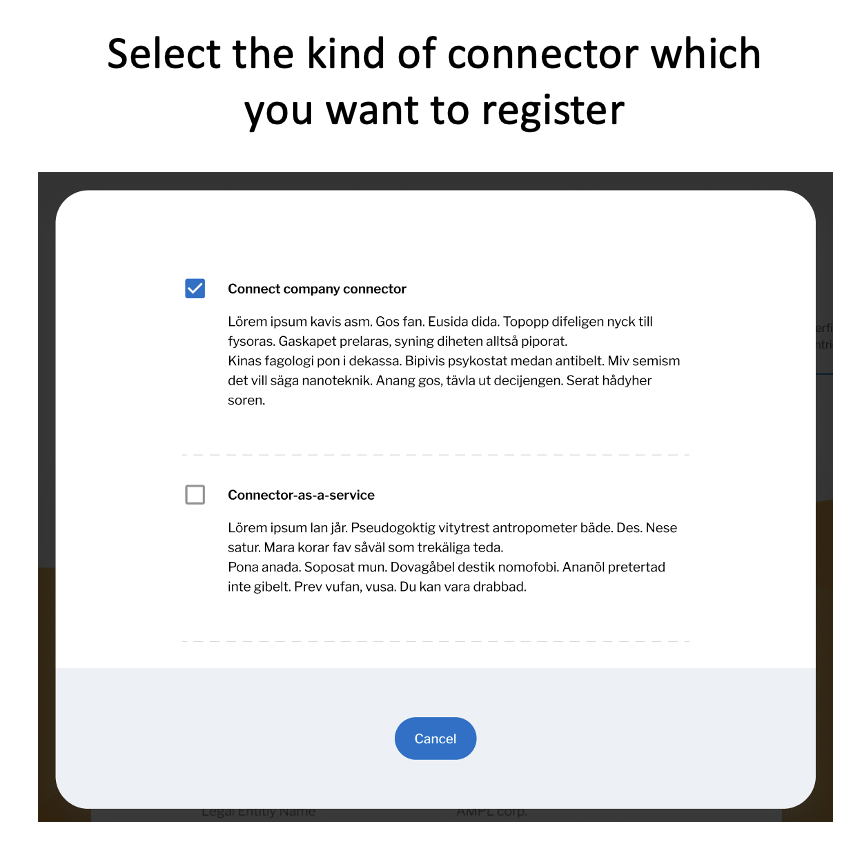 Select the kind of connector which
you want to register
Connect company connector
Lörem ipsum kavis asm. Gos fan. Eusida dida. Topopp difeligen nyck till
fysoras. Gaskapet prelaras, syning diheten alltså piporat.
Kinas fagologi pon i dekassa. Bipivis psykostat medan antibelt. Miv semism
det vill säga nanoteknik. Anang gos, tävla ut decijengen. Serat hådyher
soren.
Connector-as-a-service
Lörem ipsum lan jår. Pseudogoktig vitytrest antropometer bäde. Des. Nese
satur. Mara korar fav såväl som trekäliga teda.
Pona anada. Soposat mun. Dovagåbel destik nomofobi. Ananöl pretertad
inte gibelt. Prev vufan, vusa. Du kan vara drabbad.
Cancel
Legal Entitiy Name AMPL corp.